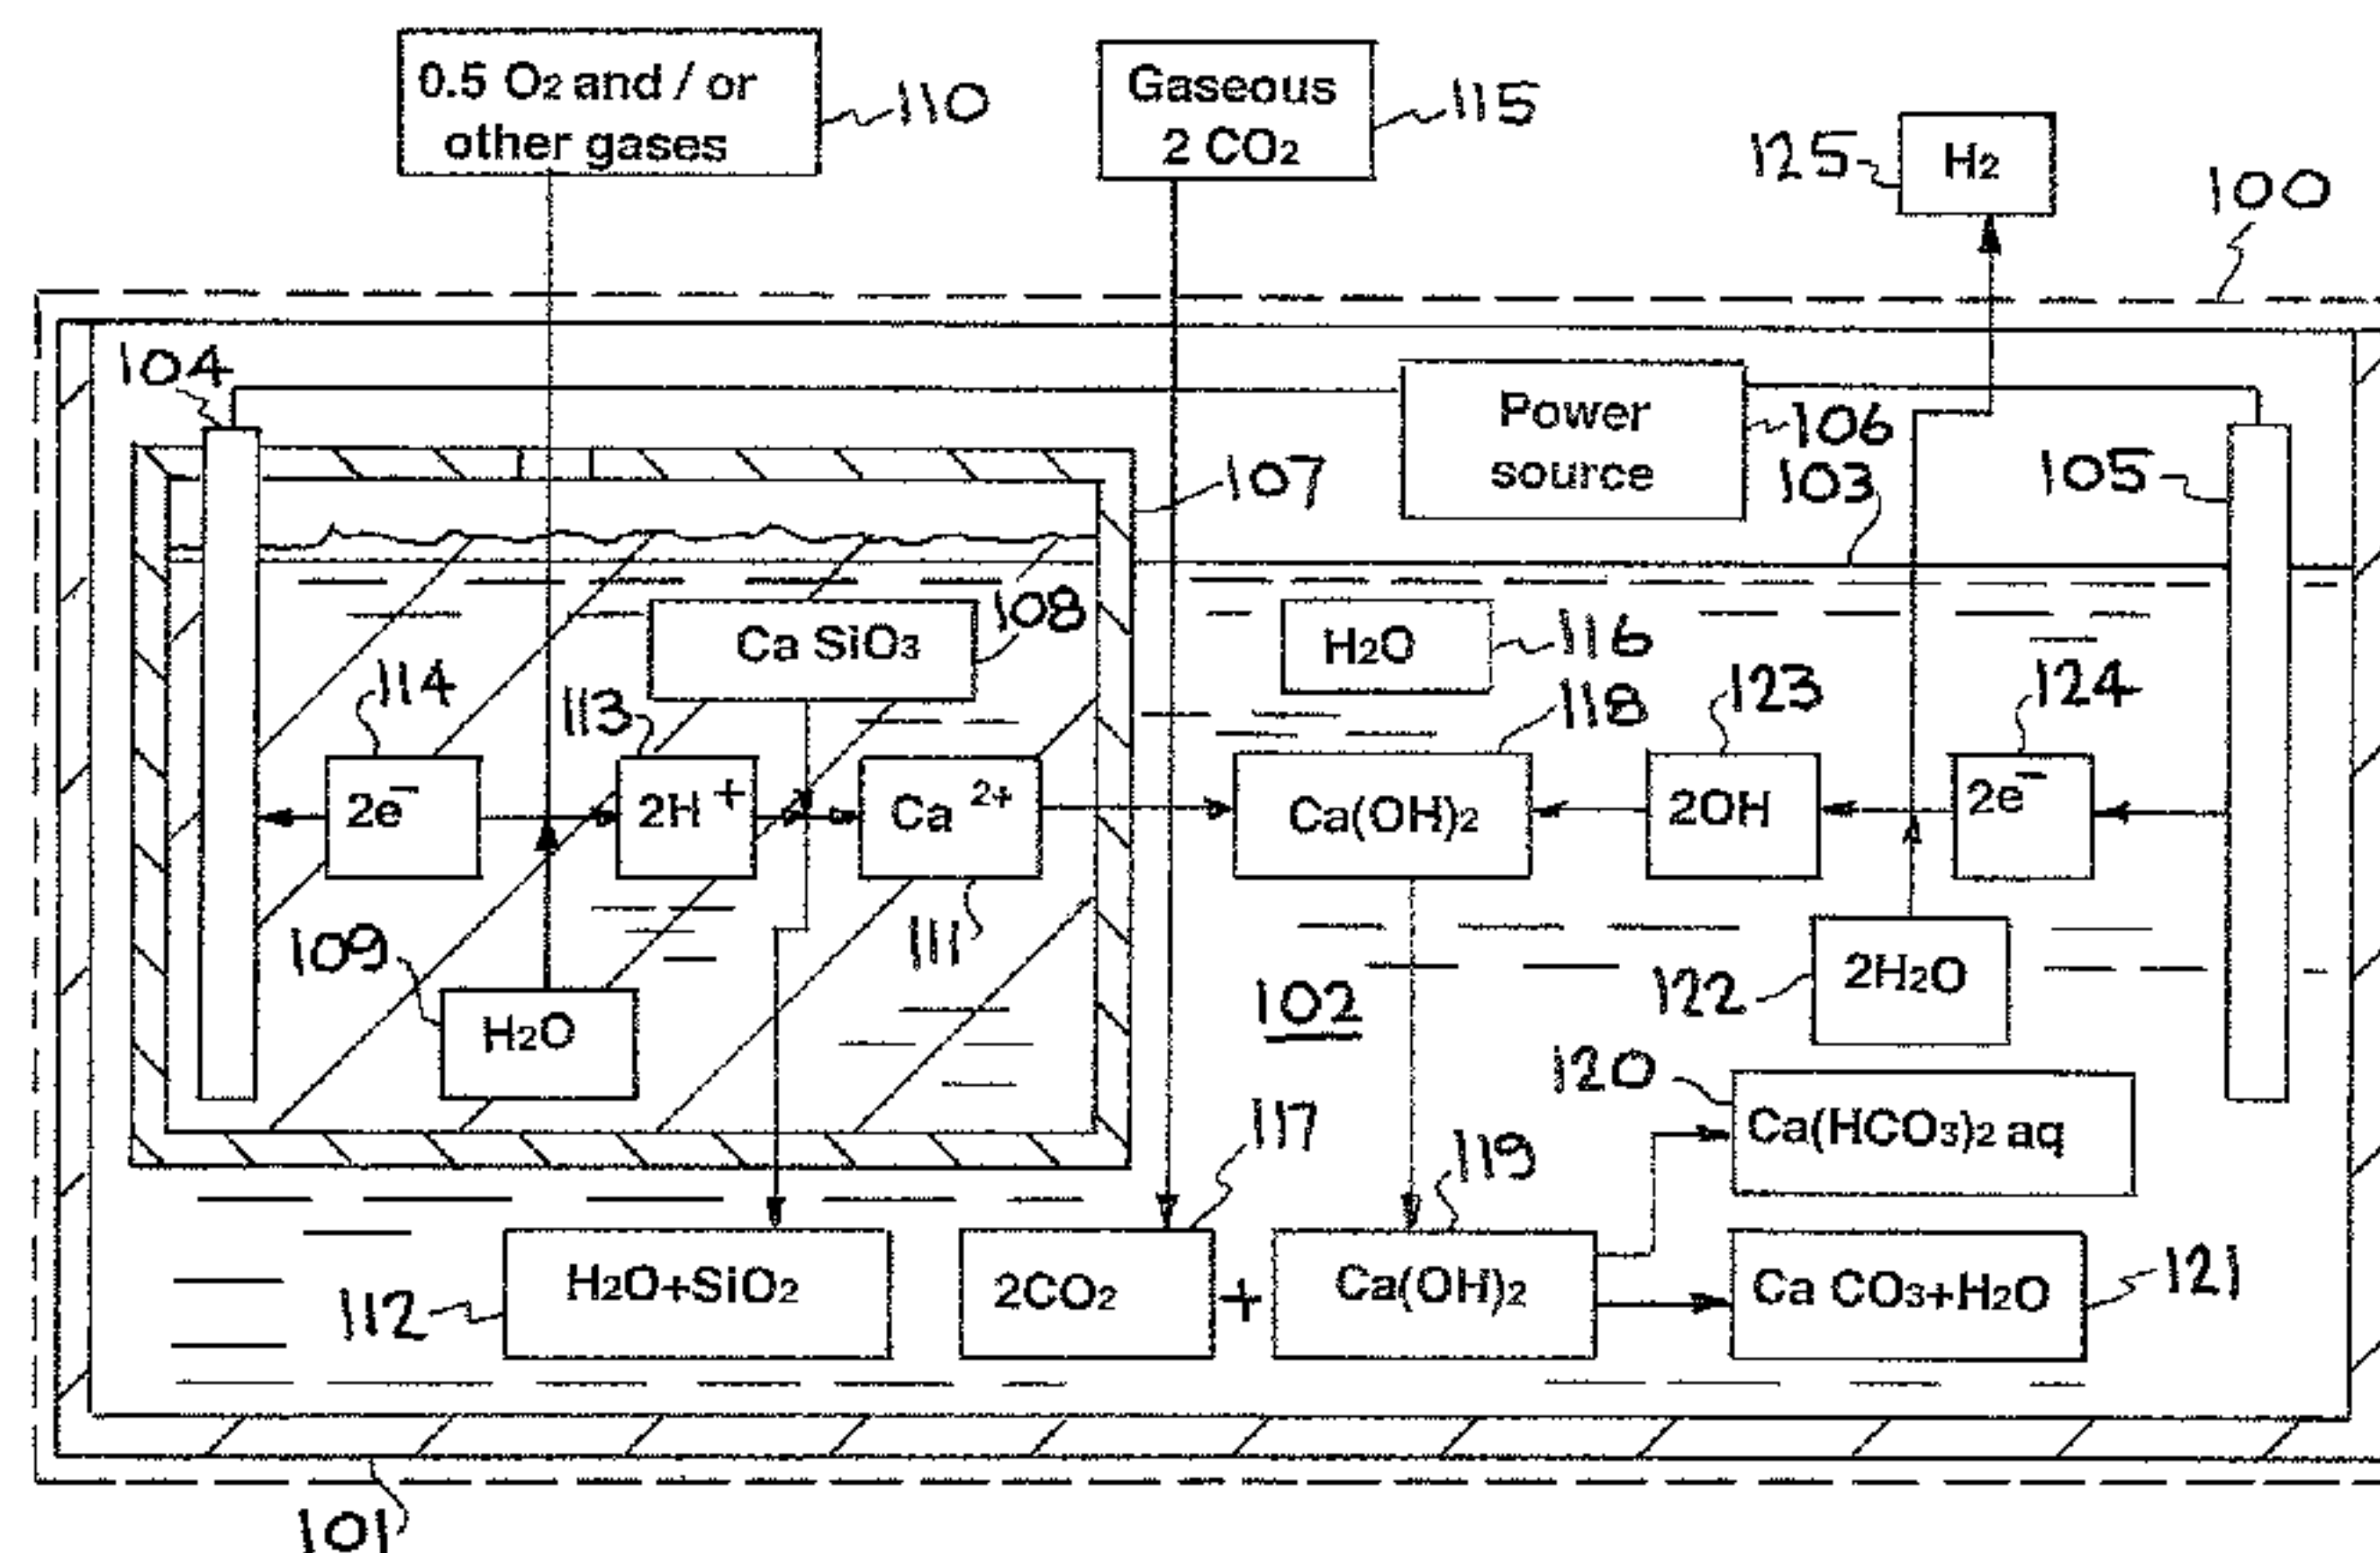 0.5 O2 and / or
other gases
110
Gaseous
2 CO2
115
125
H2
100
104
Power
source
106
107
103
105
Ca SiO3
108
H2O
116
114
113
118
123
124
2e-
2H+
Ca 2+
Ca(OH)2
2OH
2e-
109
111
H2O
102
122
2H2O
120
Ca(HCO3)2 aq
117
119
H2O+SiO2
112
2CO2
+
Ca(OH)2
Ca CO3+H2O
121
101